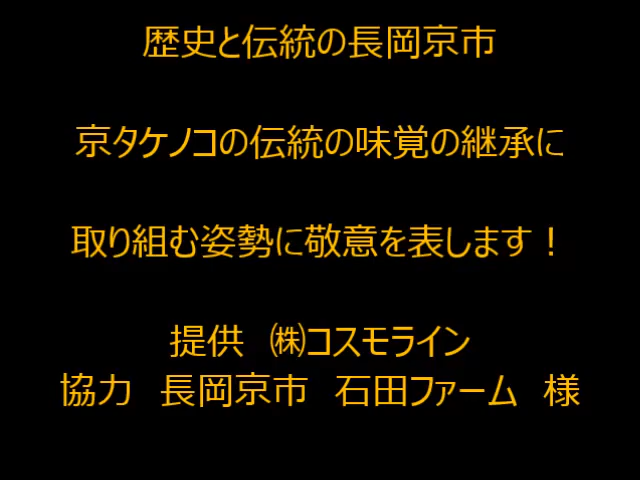 歴史と伝統の長岡京市
京タケノコの伝統の味覚の継承に
取り組む姿勢に敬意を表します！
提供　㈱コスモライン
協力　長岡京市　石田ファーム　様